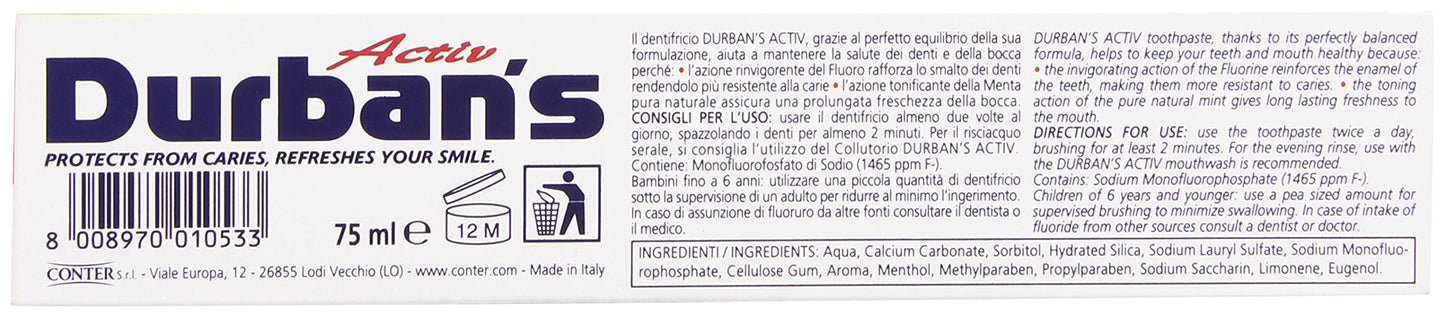 Activ
Durban's
PROTECTS FROM CARIES, REFRESHES YOUR SMILE.
8 008970 010533
75 ml e
12 M
CONTER S.r.l. - Viale Europa, 12 - 26855 Lodi Vecchio (LO) - www.conter.com - Made in Italy
Il dentifricio DURBAN'S ACTIV, grazie al perfetto equilibrio della sua
formulazione, aiuta a mantenere la salute dei denti e della bocca
perché: • l'azione rinvigorente del Fluoro rafforza lo smalto dei denti
rendendolo più resistente alla carie • l'azione tonificante della Menta
pura naturale assicura una prolungata freschezza della bocca.
CONSIGLI PER L'USO: usare il dentifricio almeno due volte al
giorno, spazzolando i denti per almeno 2 minuti. Per il risciacquo
serale, si consiglia l'utilizzo del Collutorio DURBAN'S ACTIV.
Contiene: Monofluorofosfato di Sodio (1465 ppm F-).
Bambini fino a 6 anni: utilizzare una piccola quantità di dentifricio
sotto la supervisione di un adulto per ridurre al minimo l'ingerimento.
In caso di assunzione di fluoruro da altre fonti consultare il dentista o
il medico.
DURBAN'S ACTIV toothpaste, thanks to its perfectly balanced
formula, helps to keep your teeth and mouth healthy because:
• the invigorating action of the Fluorine reinforces the enamel of
the teeth, making them more resistant to caries. • the toning
action of the pure natural mint gives long lasting freshness to
the mouth.
DIRECTIONS FOR USE: use the toothpaste twice a day,
brushing for at least 2 minutes. For the evening rinse, use with
the DURBAN'S ACTIV mouthwash is recommended.
Contains: Sodium Monofluorophosphate (1465 ppm F-).
Children of 6 years and younger: use a pea sized amount for
supervised brushing to minimize swallowing. In case of intake of
fluoride from other sources consult a dentist or doctor.
INGREDIENTI / INGREDIENTS: Aqua, Calcium Carbonate, Sorbitol, Hydrated Silica, Sodium Lauryl Sulfate, Sodium Monofluo-
rophosphate, Cellulose Gum, Aroma, Menthol, Methylparaben, Propylparaben, Sodium Saccharin, Limonene, Eugenol.